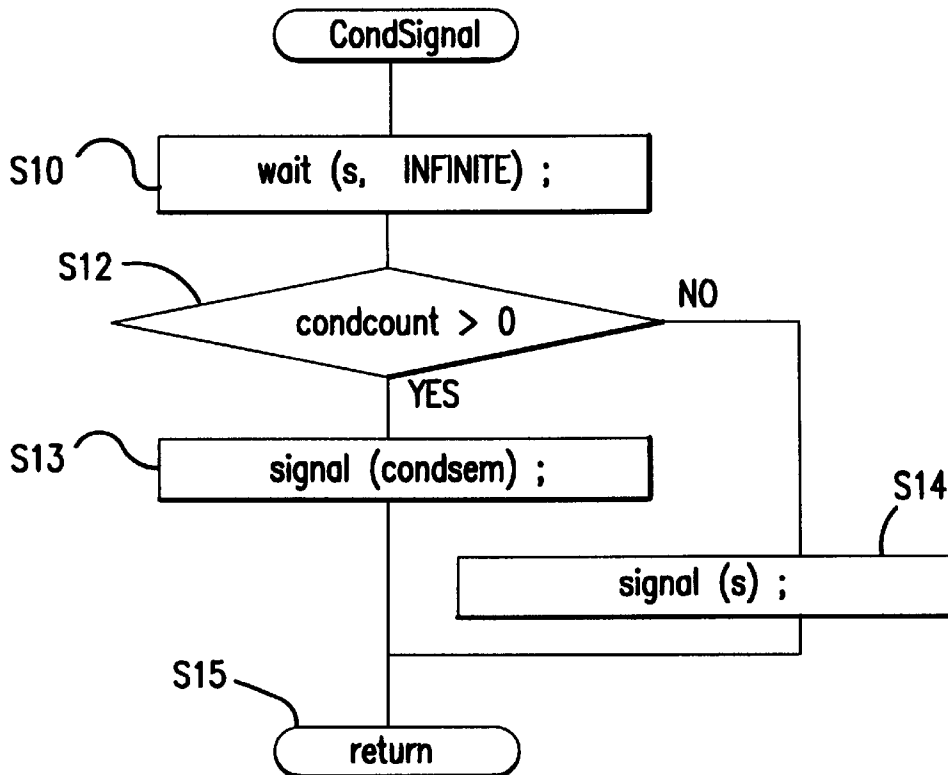 CondSignal
S10
wait (s, INFINITE) ;
S12
condcount > 0
NO
YES
S13
signal (condsem) ;
S14
signal (s) ;
S15
return